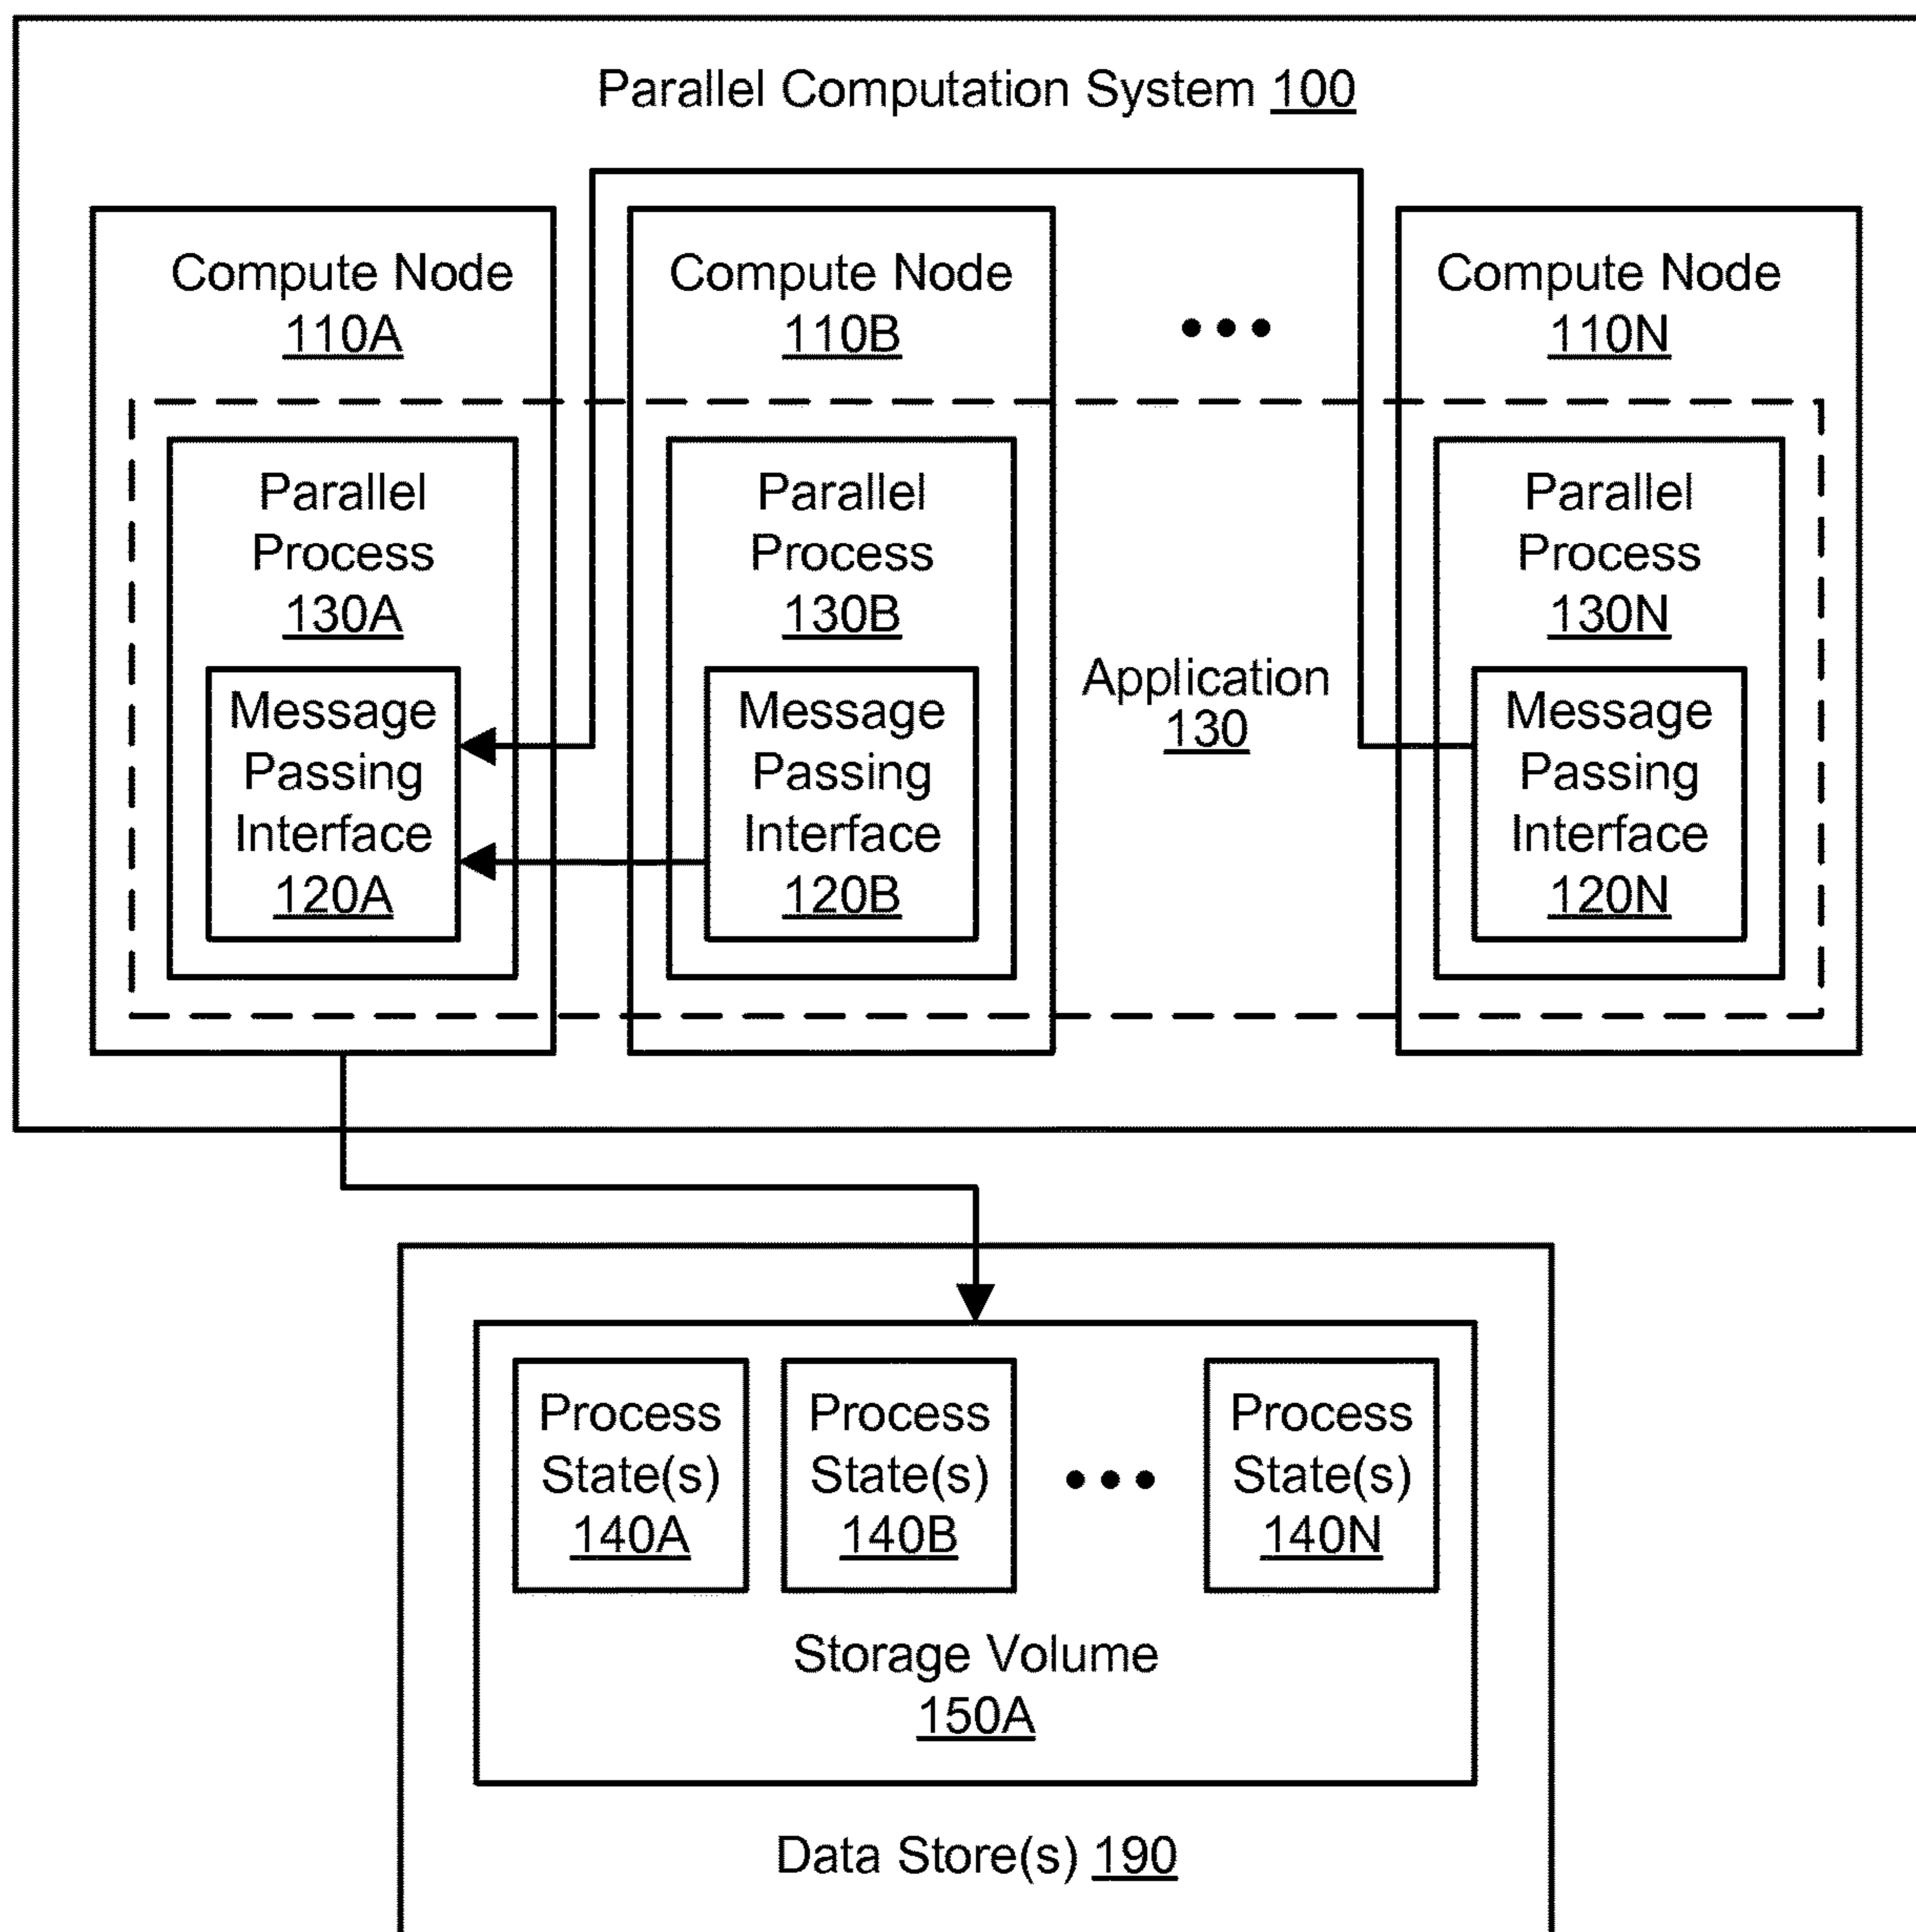 Parallel Computation System 100
Compute Node
110A
Compute Node
110B
Compute Node
110N
Parallel
Process
130A
Parallel
Process
130B
Parallel
Process
130N
Application
130
Message
Passing
Interface
120A
Message
Passing
Interface
120B
Message
Passing
Interface
120N
Process
State(s)
140A
Process
State(s)
140B
Process
State(s)
140N
Storage Volume
150A
Data Store(s) 190